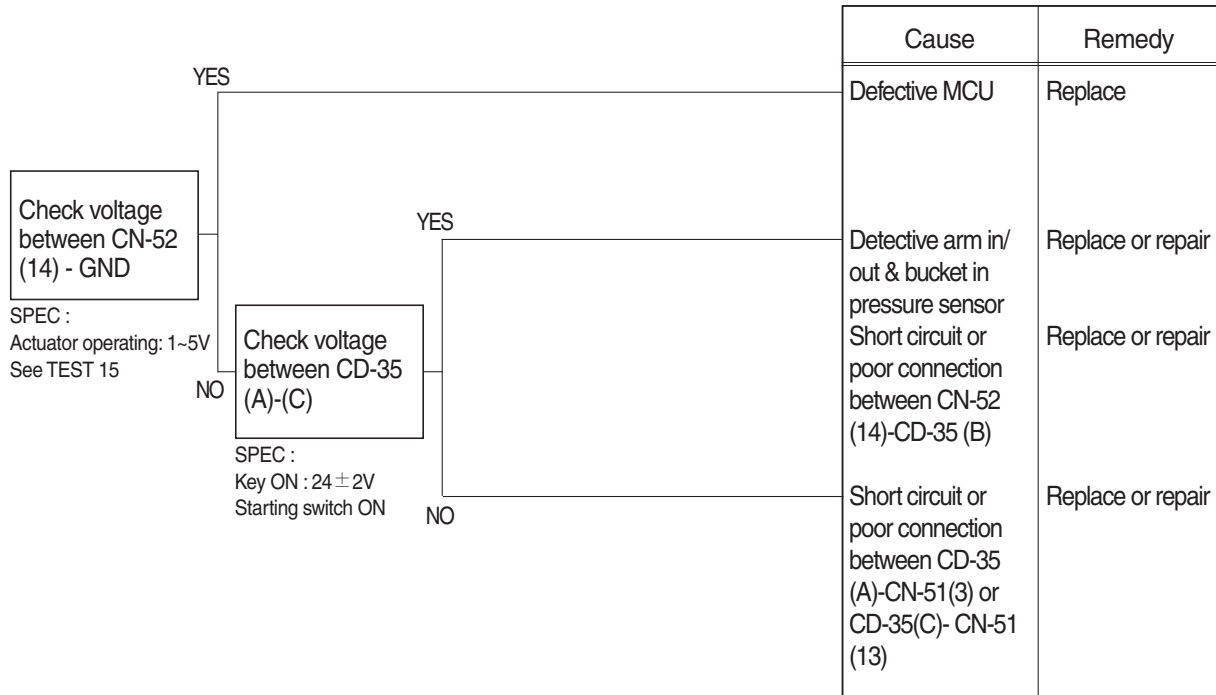 Cause
Remedy
YES
Defective MCU
Replace
Check voltage
between CN-52
(14) - GND
SPEC :
Actuator operating: 1~5V
See TEST 15
NO
YES
Detective arm in/
out & bucket in
pressure sensor
Replace or repair
Check voltage
between CD-35
(A)-(C)
SPEC :
Key ON : 24±2V
Starting switch ON
Short circuit or
poor connection
between CN-52
(14)-CD-35 (B)
Replace or repair
NO
Short circuit or
poor connection
between CD-35
(A)-CN-51(3) or
CD-35(C)- CN-51
(13)
Replace or repair